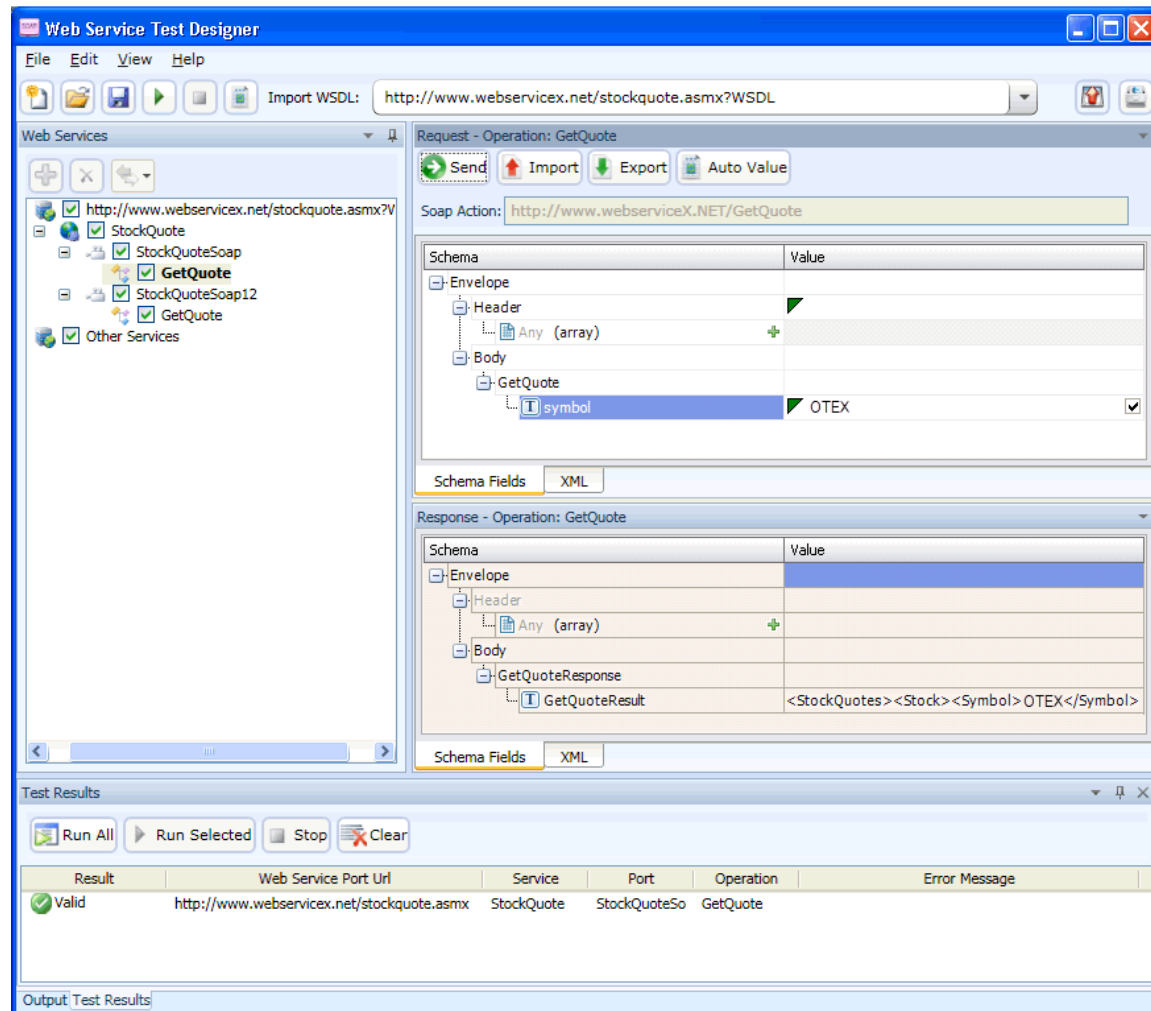 Web Service Test Designer
File Edit View Help
Import WSDL: http://www.webservicex.net/stockquote.asmx?WSDL
Web Services
http://www.webservicex.net/stockquote.asmx?V
StockQuote
StockQuoteSoap
GetQuote
StockQuoteSoap12
GetQuote
Other Services
Request - Operation: GetQuote
Send Import Export Auto Value
Soap Action: http://www.webserviceX.NET/GetQuote
Schema Value
Envelope
Header
Any (array)
Body
GetQuote
T symbol OTEX
Schema Fields XML
Response - Operation: GetQuote
Schema Value
Envelope
Header
Any (array)
Body
GetQuoteResponse
T GetQuoteResult <StockQuotes><Stock><Symbol>OTEX</Symbol>
Schema Fields XML
Test Results
Run All Run Selected Stop Clear
Result Web Service Port Url Service Port Operation Error Message
Valid http://www.webservicex.net/stockquote.asmx StockQuote StockQuoteSo GetQuote
Output Test Results